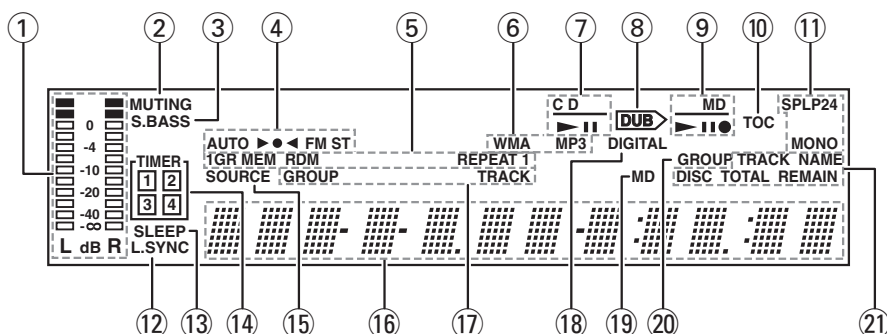 ① ② ③ ④ ⑤ ⑥ ⑦ ⑧ ⑨ ⑩ ⑪
MUTING CD DUB MD SPLP24
S.BASS TOC
0
AUTO FM ST WMA MP3 DIGITAL MONO
-4
1GR MEM RDM REPEAT 1 GROUP TRACK NAME
-10 TIMER SOURCE GROUP TRACK MD DISC TOTAL REMAIN
1 2
-20
3 4
-40
-∞ SLEEP
L dB R L.SYNC
⑫ ⑬ ⑭ ⑮ ⑯ ⑰ ⑱ ⑲ ⑳ ㉑